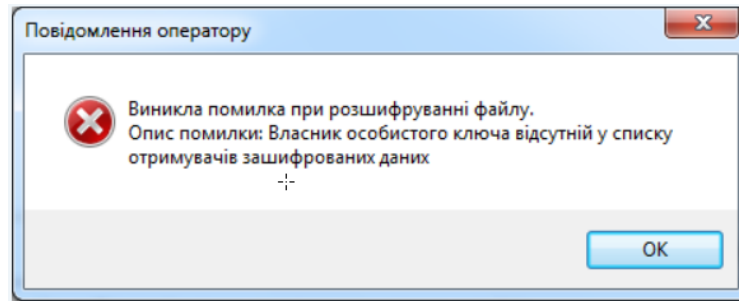 Повідомлення оператору
Виникла помилка при розшифруванні файлу.
Опис помилки: Власник особистого ключа відсутній у списку
отримувачів зашифрованих даних
OK